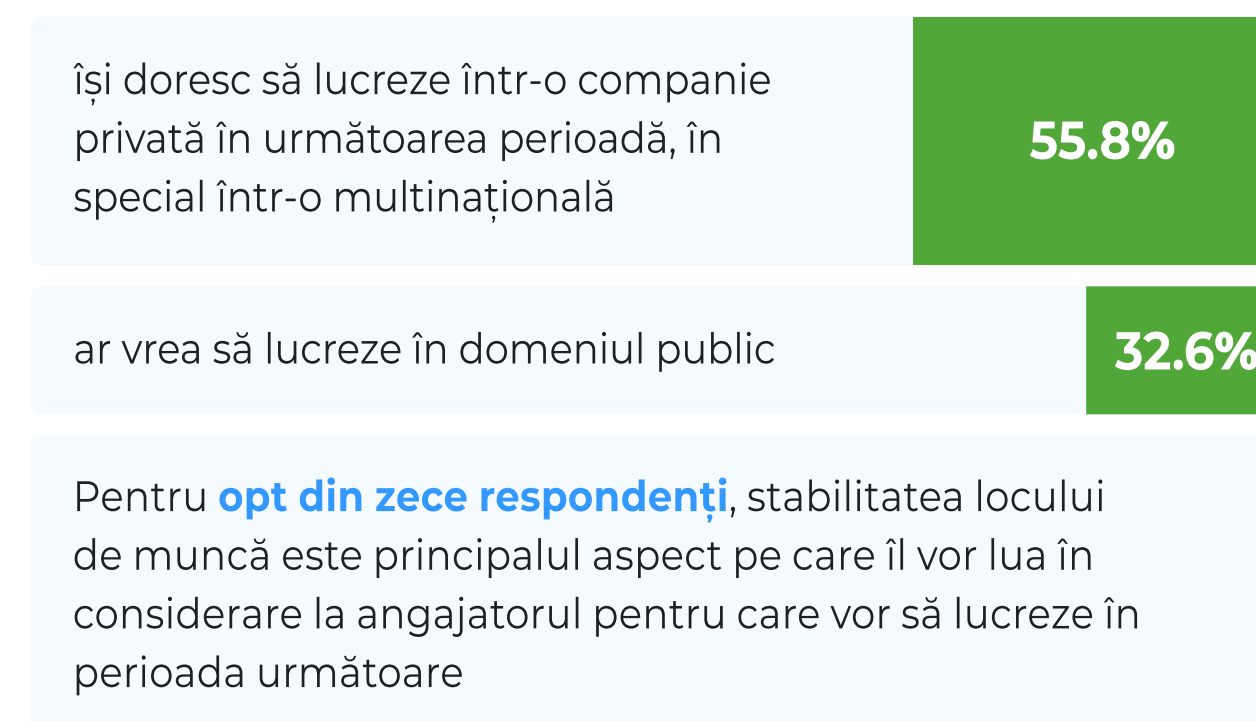 își doresc să lucreze într-o companie
privată în următoarea perioadă, în
special într-o multinațională
55.8%
ar vrea să lucreze în domeniul public
32.6%
Pentru opt din zece respondenți, stabilitatea locului
de muncă este principalul aspect pe care îl vor lua în
considerare la angajatorul pentru care vor să lucreze în
perioada următoare